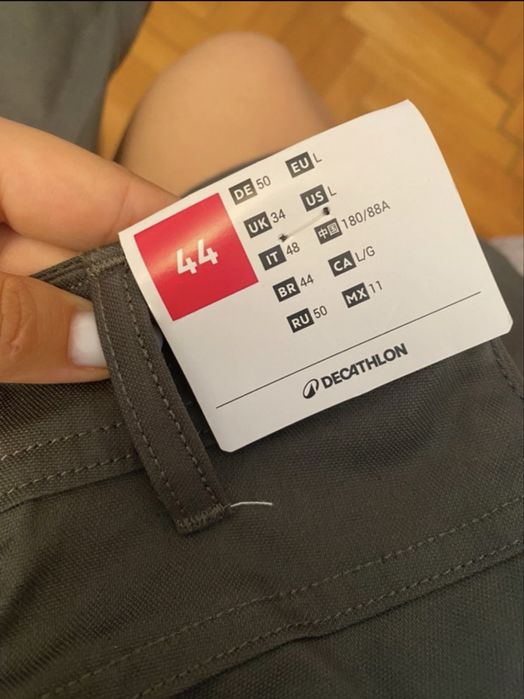 44
DE 50 EU L
UK 34 US L
IT 48 中国 180/88A
BR 44 CA L/G
RU 50 MX 11
DECATHLON